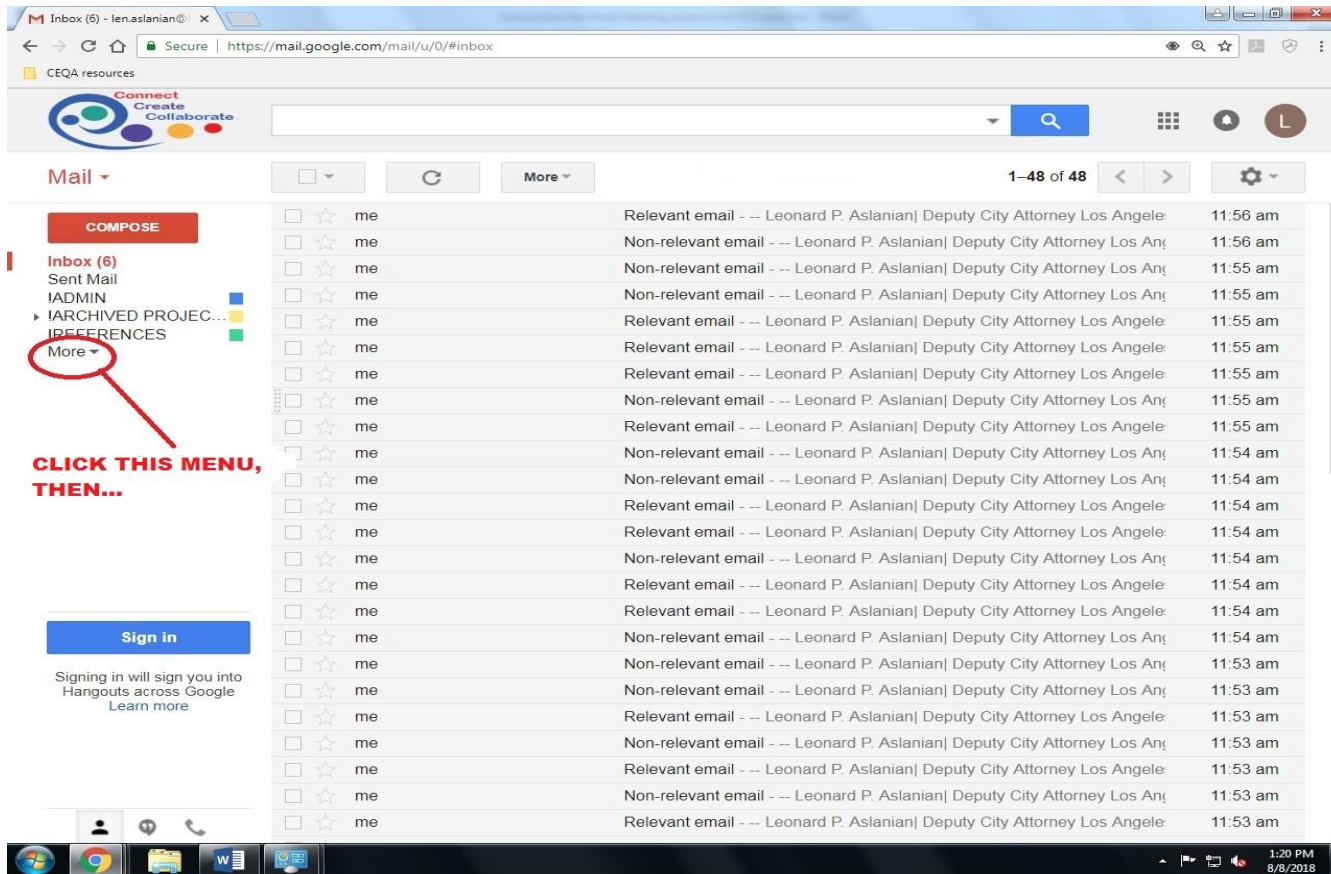 Inbox (6) - len.aslanian@
Secure | https://mail.google.com/mail/u/0/#inbox
CEQA resources
Connect
Create
Collaborate
L
Mail
More
1–48 of 48
COMPOSE
Inbox (6)
Sent Mail
!ADMIN
!ARCHIVED PROJEC...
!REFERENCES
More
CLICK THIS MENU,
THEN...
Sign in
Signing in will sign you into
Hangouts across Google
Learn more
me Relevant email - -- Leonard P. Aslanian| Deputy City Attorney Los Angele 11:56 am
me Non-relevant email - -- Leonard P. Aslanian| Deputy City Attorney Los Ang 11:56 am
me Non-relevant email - -- Leonard P. Aslanian| Deputy City Attorney Los Ang 11:55 am
me Non-relevant email - -- Leonard P. Aslanian| Deputy City Attorney Los Ang 11:55 am
me Relevant email - -- Leonard P. Aslanian| Deputy City Attorney Los Angele 11:55 am
me Relevant email - -- Leonard P. Aslanian| Deputy City Attorney Los Angele 11:55 am
me Relevant email - -- Leonard P. Aslanian| Deputy City Attorney Los Angele 11:55 am
me Non-relevant email - -- Leonard P. Aslanian| Deputy City Attorney Los Ang 11:55 am
me Relevant email - -- Leonard P. Aslanian| Deputy City Attorney Los Angele 11:55 am
me Non-relevant email - -- Leonard P. Aslanian| Deputy City Attorney Los Ang 11:54 am
me Non-relevant email - -- Leonard P. Aslanian| Deputy City Attorney Los Ang 11:54 am
me Relevant email - -- Leonard P. Aslanian| Deputy City Attorney Los Angele 11:54 am
me Relevant email - -- Leonard P. Aslanian| Deputy City Attorney Los Angele 11:54 am
me Non-relevant email - -- Leonard P. Aslanian| Deputy City Attorney Los Ang 11:54 am
me Relevant email - -- Leonard P. Aslanian| Deputy City Attorney Los Angele 11:54 am
me Relevant email - -- Leonard P. Aslanian| Deputy City Attorney Los Angele 11:54 am
me Non-relevant email - -- Leonard P. Aslanian| Deputy City Attorney Los Ang 11:54 am
me Non-relevant email - -- Leonard P. Aslanian| Deputy City Attorney Los Ang 11:53 am
me Non-relevant email - -- Leonard P. Aslanian| Deputy City Attorney Los Ang 11:53 am
me Relevant email - -- Leonard P. Aslanian| Deputy City Attorney Los Angele 11:53 am
me Non-relevant email - -- Leonard P. Aslanian| Deputy City Attorney Los Ang 11:53 am
me Relevant email - -- Leonard P. Aslanian| Deputy City Attorney Los Angele 11:53 am
me Non-relevant email - -- Leonard P. Aslanian| Deputy City Attorney Los Ang 11:53 am
me Relevant email - -- Leonard P. Aslanian| Deputy City Attorney Los Angele 11:53 am
1:20 PM
8/8/2018